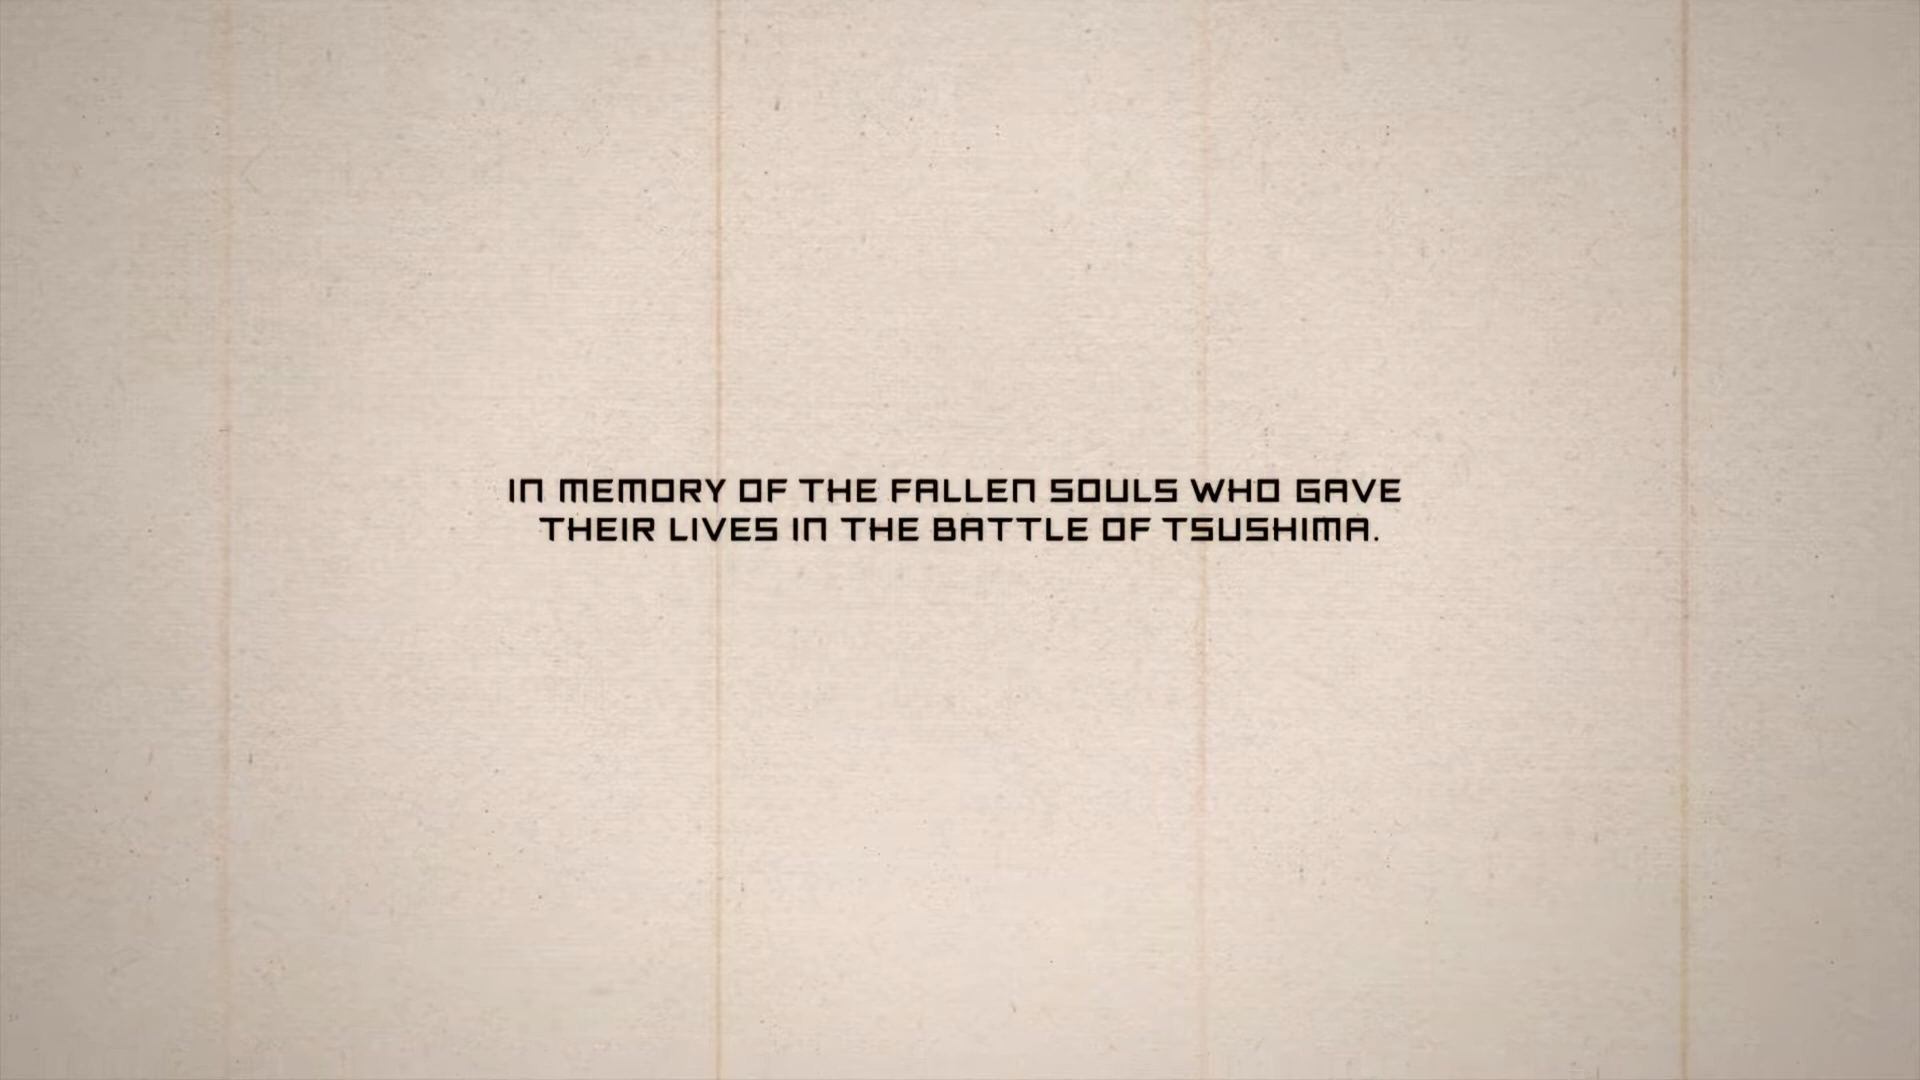 IN MEMORY OF THE FALLEN SOULS WHO GAVE
THEIR LIVES IN THE BATTLE OF TSUSHIMA.